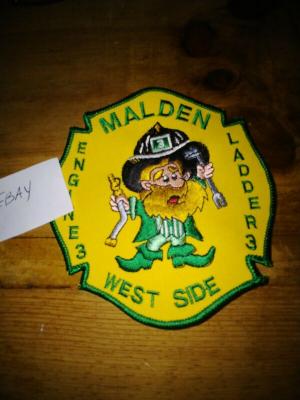 MALDEN
ENGINE 3
LADDER 3
3
WEST SIDE
EBAY